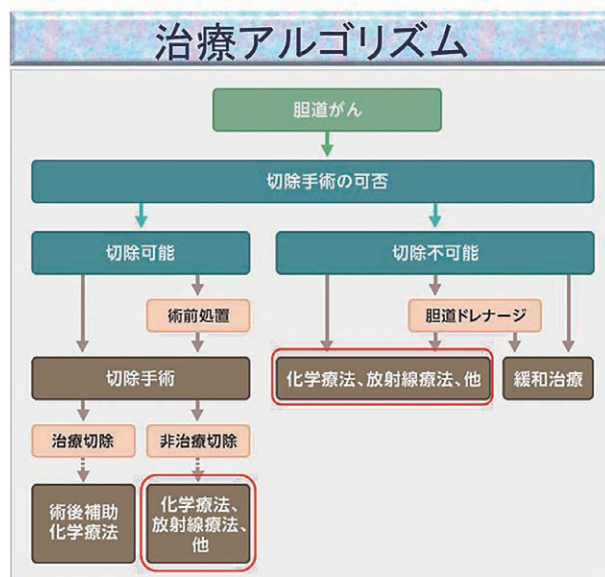 治療アルゴリズム
胆道がん
切除手術の可否
切除可能
切除不可能
術前処置
胆道ドレナージ
切除手術
化学療法、放射線療法、他
緩和治療
治療切除
非治療切除
術後補助
化学療法
化学療法、
放射線療法、
他